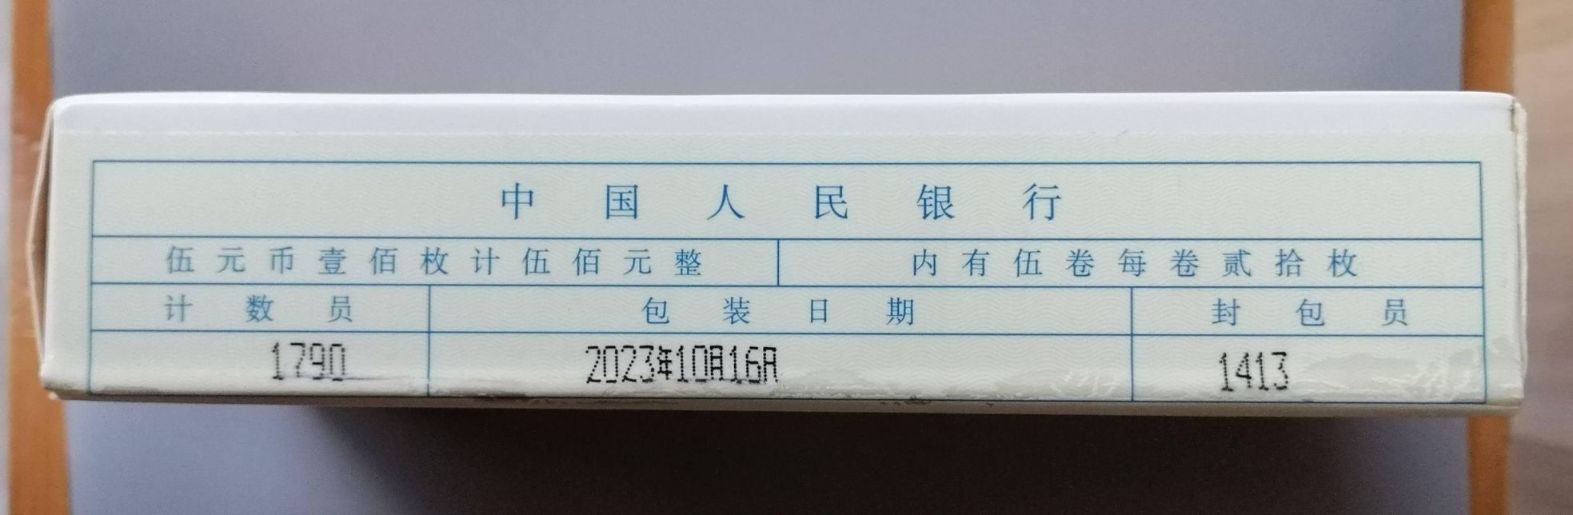 中国人民银行
伍元币壹佰枚计伍佰元整 内有伍卷每卷贰拾枚
计数员 包装日期 封包员
1790 2023年10月16日 1413